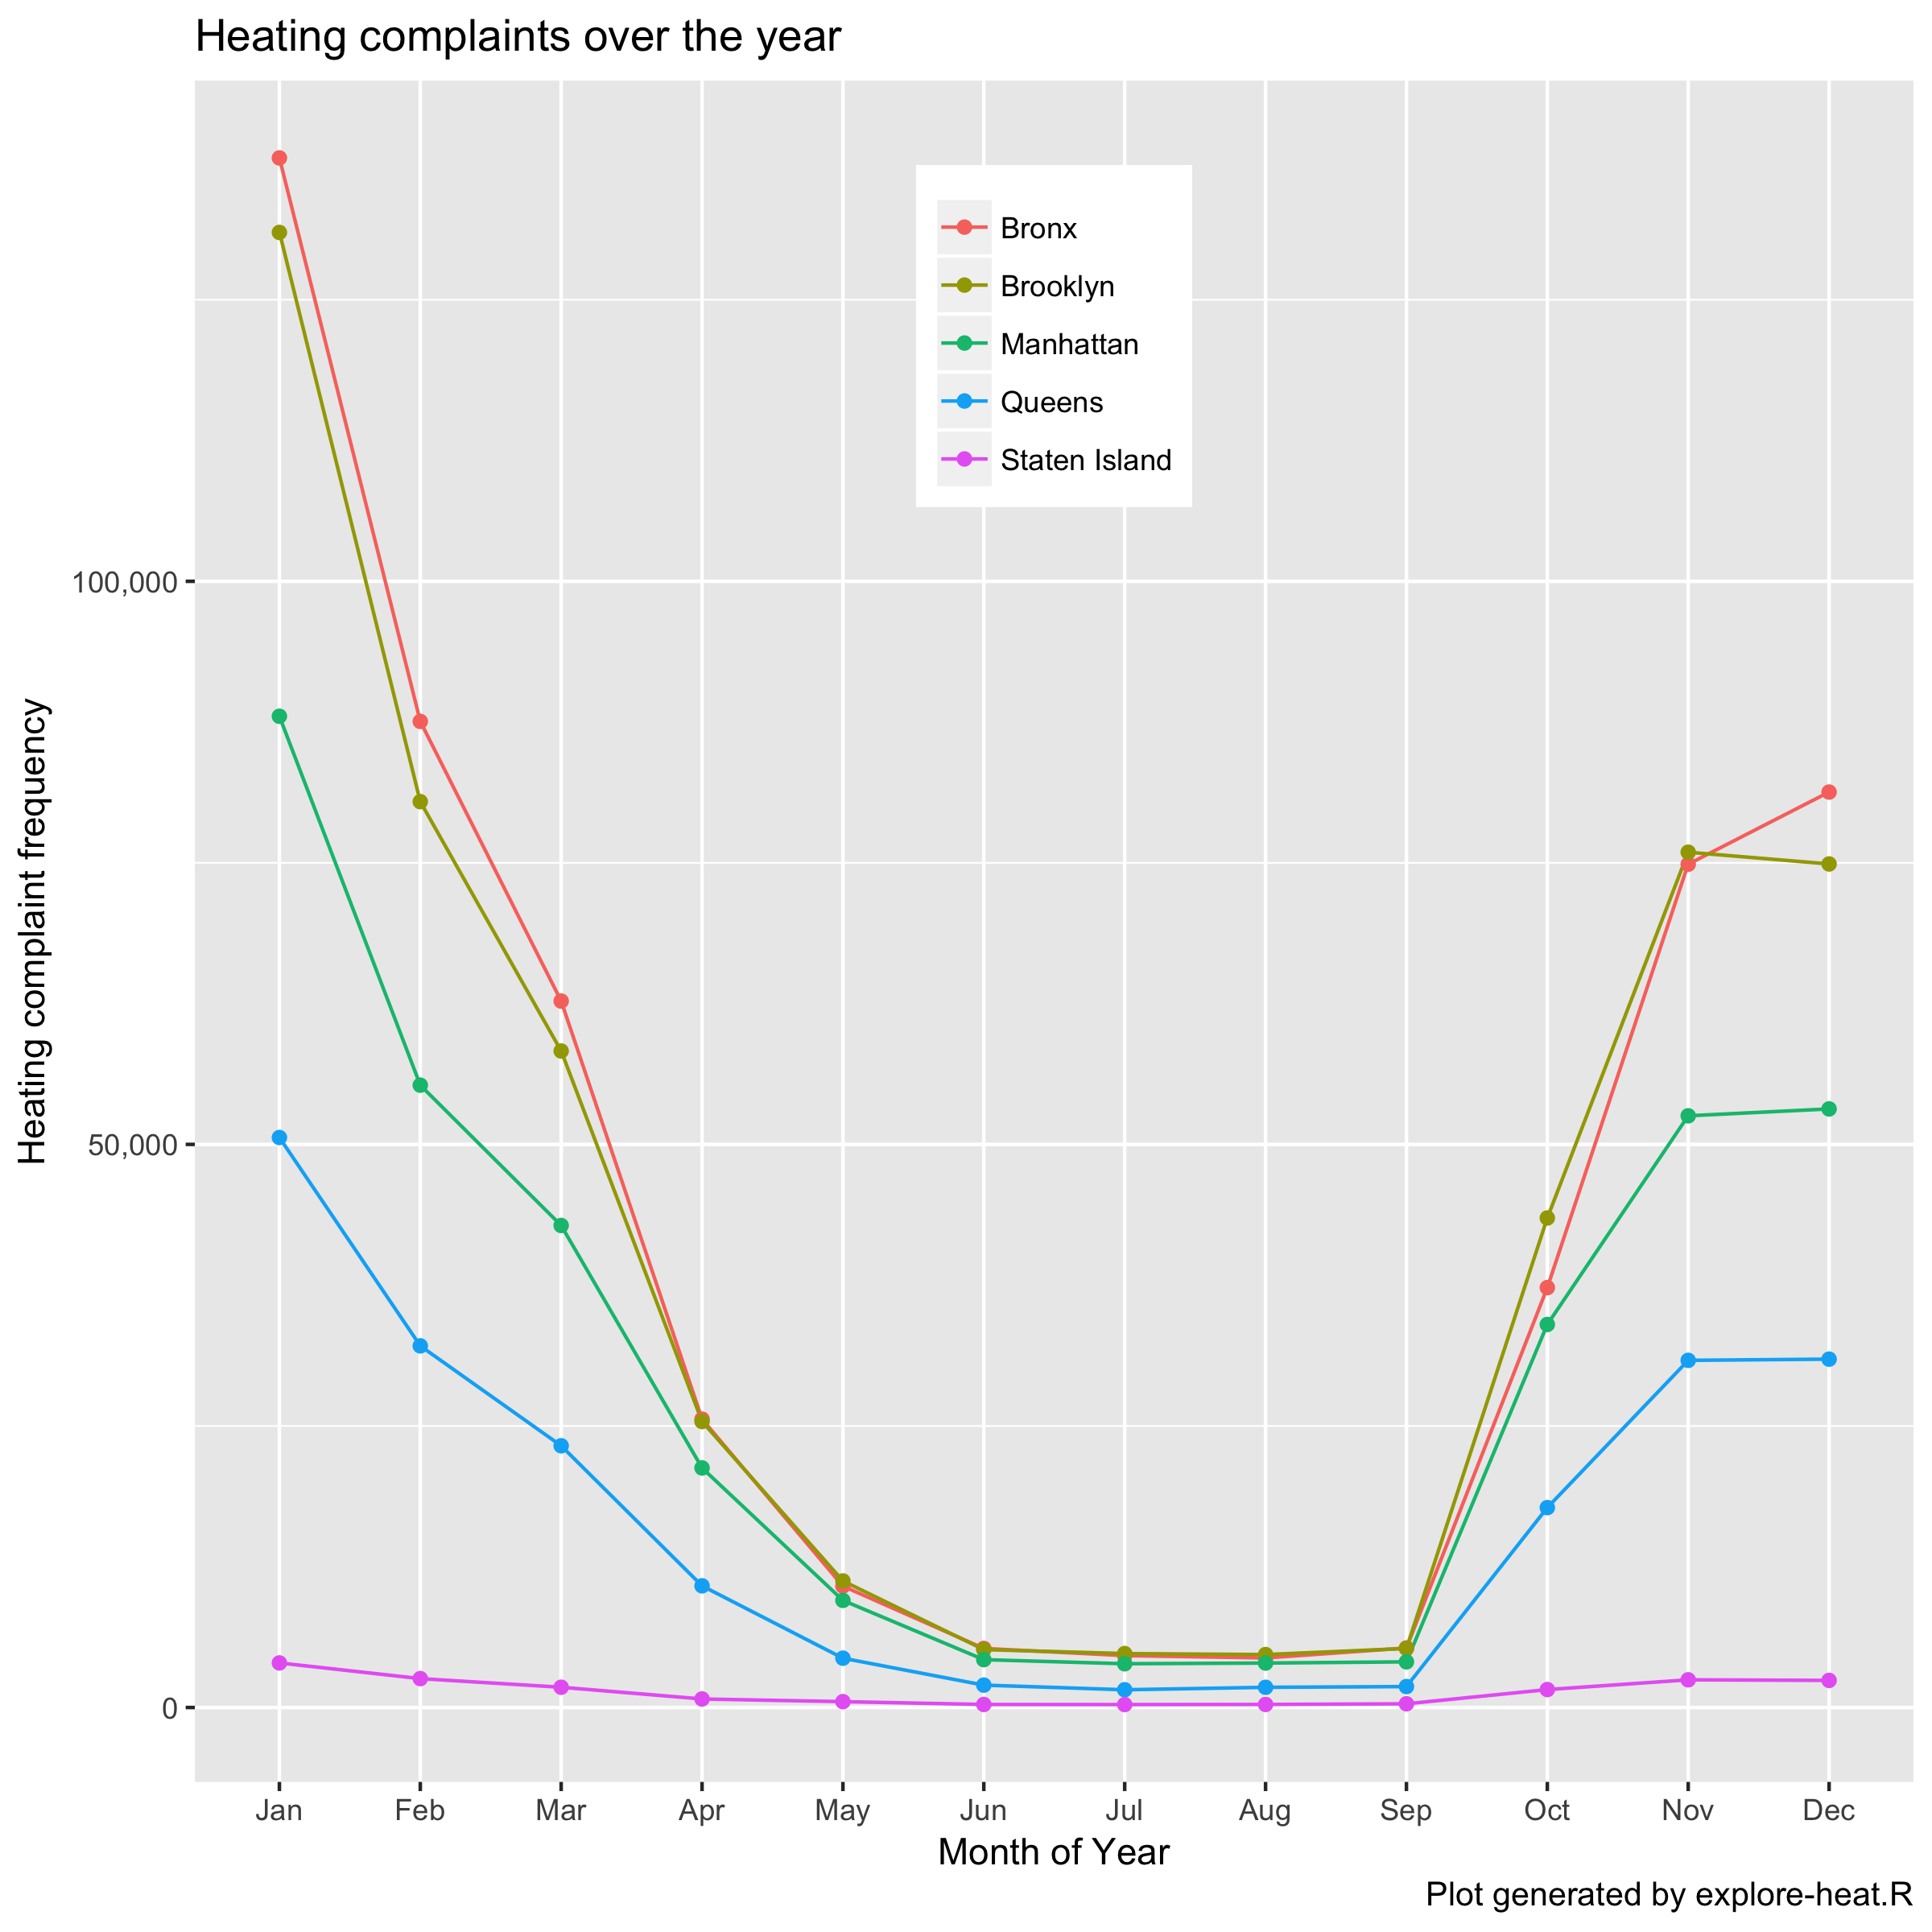 Heating complaints over the year
Bronx
Brooklyn
Manhattan
Queens
Staten Island
100,000
50,000
0
Heating complaint frequency
Jan Feb Mar Apr May Jun Jul Aug Sep Oct Nov Dec
Month of Year
Plot generated by explore-heat.R